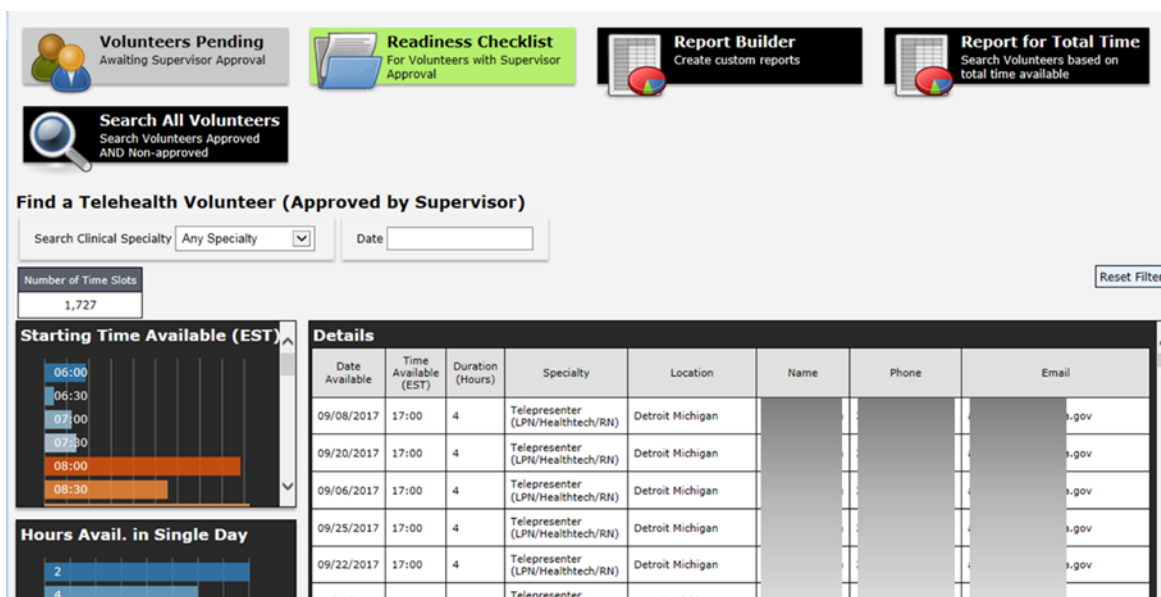 Volunteers Pending
Awaiting Supervisor Approval
Readiness Checklist
For Volunteers with Supervisor
Approval
Report Builder
Create custom reports
Report for Total Time
Search Volunteers based on
total time available
Search All Volunteers
Search Volunteers Approved
AND Non-approved
Find a Telehealth Volunteer (Approved by Supervisor)
Search Clinical Specialty Any Specialty
Date
Number of Time Slots
1,727
Reset Filter
Starting Time Available (EST)
06:00
06:30
07:00
07:30
08:00
08:30
Hours Avail. in Single Day
2
4
Details
Date Available Time Available (EST) Duration (Hours) Specialty Location Name Phone Email
09/08/2017 17:00 4 Telepresenter (LPN/Healthtech/RN) Detroit Michigan a.gov
09/20/2017 17:00 4 Telepresenter (LPN/Healthtech/RN) Detroit Michigan a.gov
09/06/2017 17:00 4 Telepresenter (LPN/Healthtech/RN) Detroit Michigan a.gov
09/25/2017 17:00 4 Telepresenter (LPN/Healthtech/RN) Detroit Michigan a.gov
09/22/2017 17:00 4 Telepresenter (LPN/Healthtech/RN) Detroit Michigan a.gov
Telepresenter